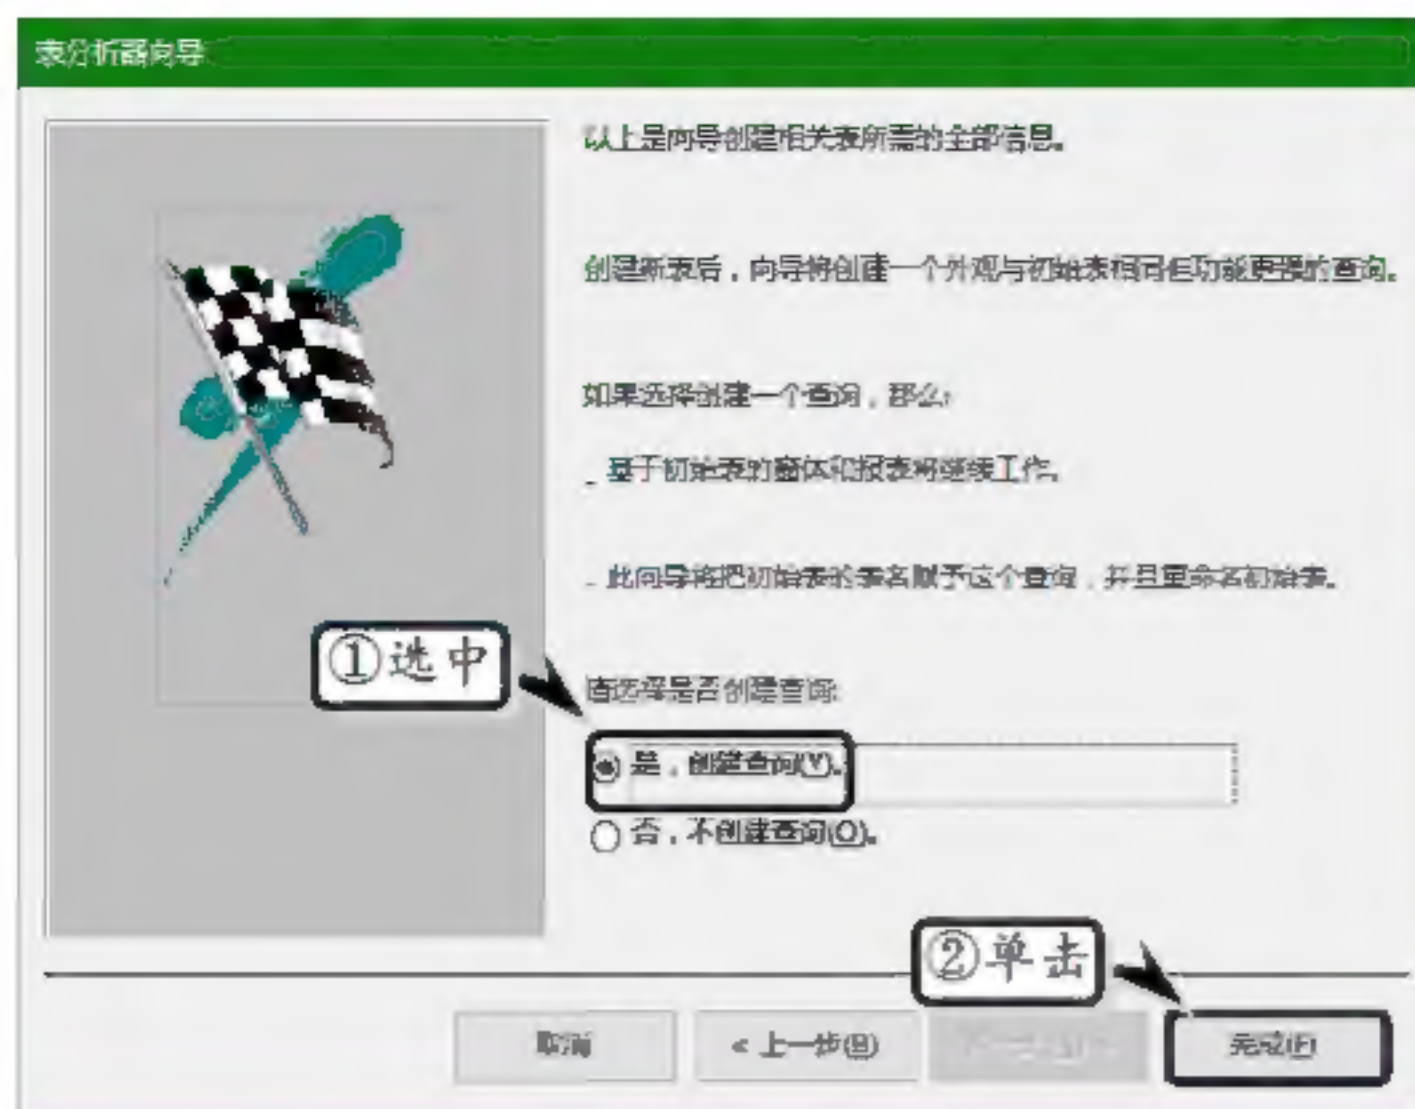 表分析器向导
以上是向导创建相关表所需的全部信息。
创建新表后，向导将创建一个外观与初始表相同但功能更强的查询。
如果选择创建一个查询，那么:
- 基于初始表的窗体和报表将继续工作。
- 此向导将把初始表的表名赋予这个查询，并且重命名初始表。
①选中
请选择是否创建查询:
是，创建查询(Y)。
否，不创建查询(O)。
②单击
取消
< 上一步(B)
完成(F)